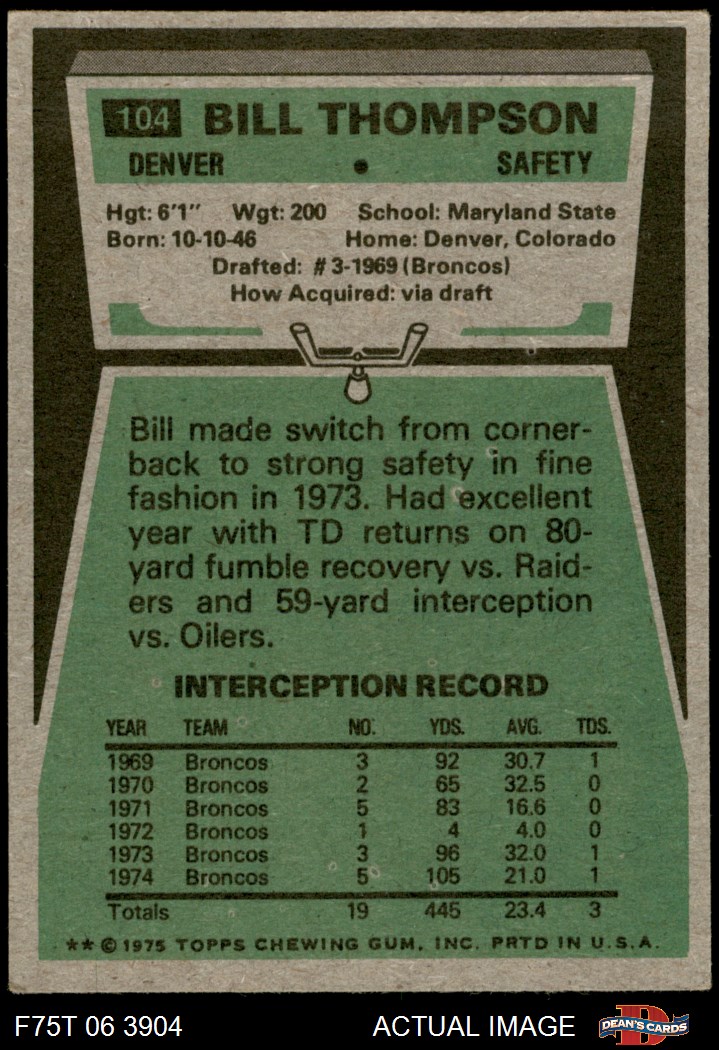 104 BILL THOMPSON
DENVER • SAFETY
Hgt: 6'1" Wgt: 200 School: Maryland State
Born: 10-10-46 Home: Denver, Colorado
Drafted: #3-1969 (Broncos)
How Acquired: via draft
Bill made switch from corner-
back to strong safety in fine
fashion in 1973. Had excellent
year with TD returns on 80-
yard fumble recovery vs. Raid-
ers and 59-yard interception
vs. Oilers.
INTERCEPTION RECORD
YEAR TEAM NO. YDS. AVG. TDS.
1969 Broncos 3 92 30.7 1
1970 Broncos 2 65 32.5 0
1971 Broncos 5 83 16.6 0
1972 Broncos 1 4 4.0 0
1973 Broncos 3 96 32.0 1
1974 Broncos 5 105 21.0 1
Totals 19 445 23.4 3
** © 1975 TOPPS CHEWING GUM, INC. PRTD IN U.S.A.
F75T 06 3904 ACTUAL IMAGE D DEAN'S CARDS